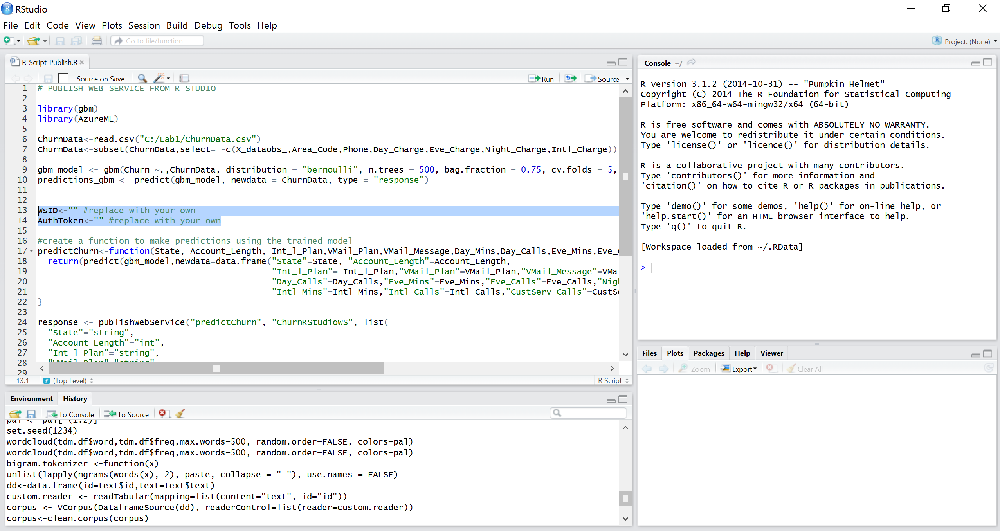 RStudio
File Edit Code View Plots Session Build Debug Tools Help
Go to file/function
Project: (None)
R_Script_Publish.R
Source on Save
Run
Source
1 # PUBLISH WEB SERVICE FROM R STUDIO
2
3 library(gbm)
4 library(AzureML)
5
6 ChurnData<-read.csv("C:/Lab1/ChurnData.csv")
7 ChurnData<-subset(ChurnData,select= -c(X_dataobs_,Area_Code,Phone,Day_Charge,Eve_Charge,Night_Charge,Intl_Charge))
8
9 gbm_model <- gbm(Churn_~.,ChurnData, distribution = "bernoulli", n.trees = 500, bag.fraction = 0.75, cv.folds = 5,
10 predictions_gbm <- predict(gbm_model, newdata = ChurnData, type = "response")
11
12
13 WsID<-"" #replace with your own
14 AuthToken<-"" #replace with your own
15
16 #create a function to make predictions using the trained model
17 predictChurn<-function(State, Account_Length, Int_l_Plan,VMail_Plan,VMail_Message,Day_Mins,Day_Calls,Eve_Mins,Eve_
18 return(predict(gbm_model,newdata=data.frame("State"=State, "Account_Length"=Account_Length,
19 "Int_l_Plan"= Int_l_Plan,"VMail_Plan"=VMail_Plan,"VMail_Message"=VMa
20 "Day_Calls"=Day_Calls,"Eve_Mins"=Eve_Mins,"Eve_Calls"=Eve_Calls,"Nig
21 "Intl_Mins"=Intl_Mins,"Intl_Calls"=Intl_Calls,"CustServ_Calls"=CustS
22 }
23
24 response <- publishWebService("predictChurn", "ChurnRStudioWS", list(
25 "State"="string",
26 "Account_Length"="int",
27 "Int_l_Plan"="string",
28
29
13:1 (Top Level) R Script
Environment History
To Console To Source
set.seed(1234)
wordcloud(tdm.df$word,tdm.df$freq,max.words=500, random.order=FALSE, colors=pal)
wordcloud(tdm.df$word,tdm.df$freq,max.words=500, random.order=FALSE, colors=pal)
bigram.tokenizer <-function(x)
unlist(lapply(ngrams(words(x), 2), paste, collapse = " "), use.names = FALSE)
dd<-data.frame(id=text$id,text=text$text)
custom.reader <- readTabular(mapping=list(content="text", id="id"))
corpus <- VCorpus(DataframeSource(dd), readerControl=list(reader=custom.reader))
corpus<-clean.corpus(corpus)
Console ~/
R version 3.1.2 (2014-10-31) -- "Pumpkin Helmet"
Copyright (C) 2014 The R Foundation for Statistical Computing
Platform: x86_64-w64-mingw32/x64 (64-bit)
R is free software and comes with ABSOLUTELY NO WARRANTY.
You are welcome to redistribute it under certain conditions.
Type 'license()' or 'licence()' for distribution details.
R is a collaborative project with many contributors.
Type 'contributors()' for more information and
'citation()' on how to cite R or R packages in publications.
Type 'demo()' for some demos, 'help()' for on-line help, or
'help.start()' for an HTML browser interface to help.
Type 'q()' to quit R.
[Workspace loaded from ~/.RData]
>
Files Plots Packages Help Viewer
Zoom Export Clear All